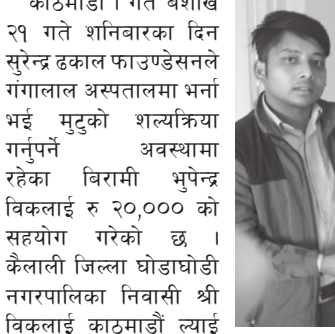 काठमाडौं । गत बैशाख
२१ गते शनिबारका दिन
सुरेन्द्र ढकाल फाउण्डेसनले
गंगालाल अस्पतालमा भर्ना
भई मुटुको शल्यक्रिया
गर्नुपर्ने अवस्थामा
रहेका बिरामी भुपेन्द्र
विकलाई रु २०,००० को
सहयोग गरेको छ ।
कैलाली जिल्ला घोडाघोडी
नगरपालिका निवासी श्री
विकलाई काठमाडौं ल्याई